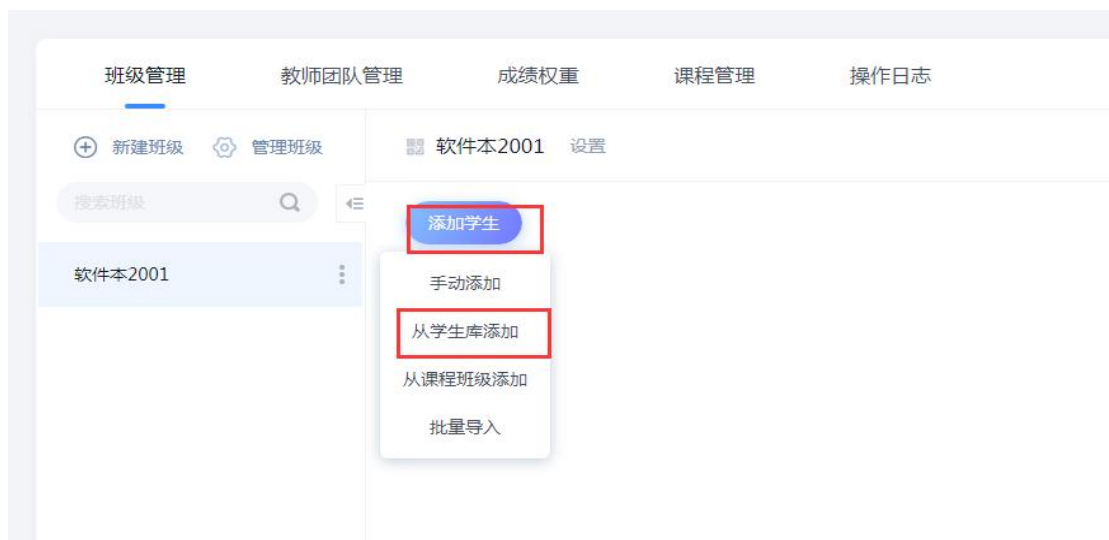 班级管理 教师团队管理 成绩权重 课程管理 操作日志
新建班级 管理班级 软件本2001 设置
搜索班级
添加学生
软件本2001
手动添加
从学生库添加
从课程班级添加
批量导入